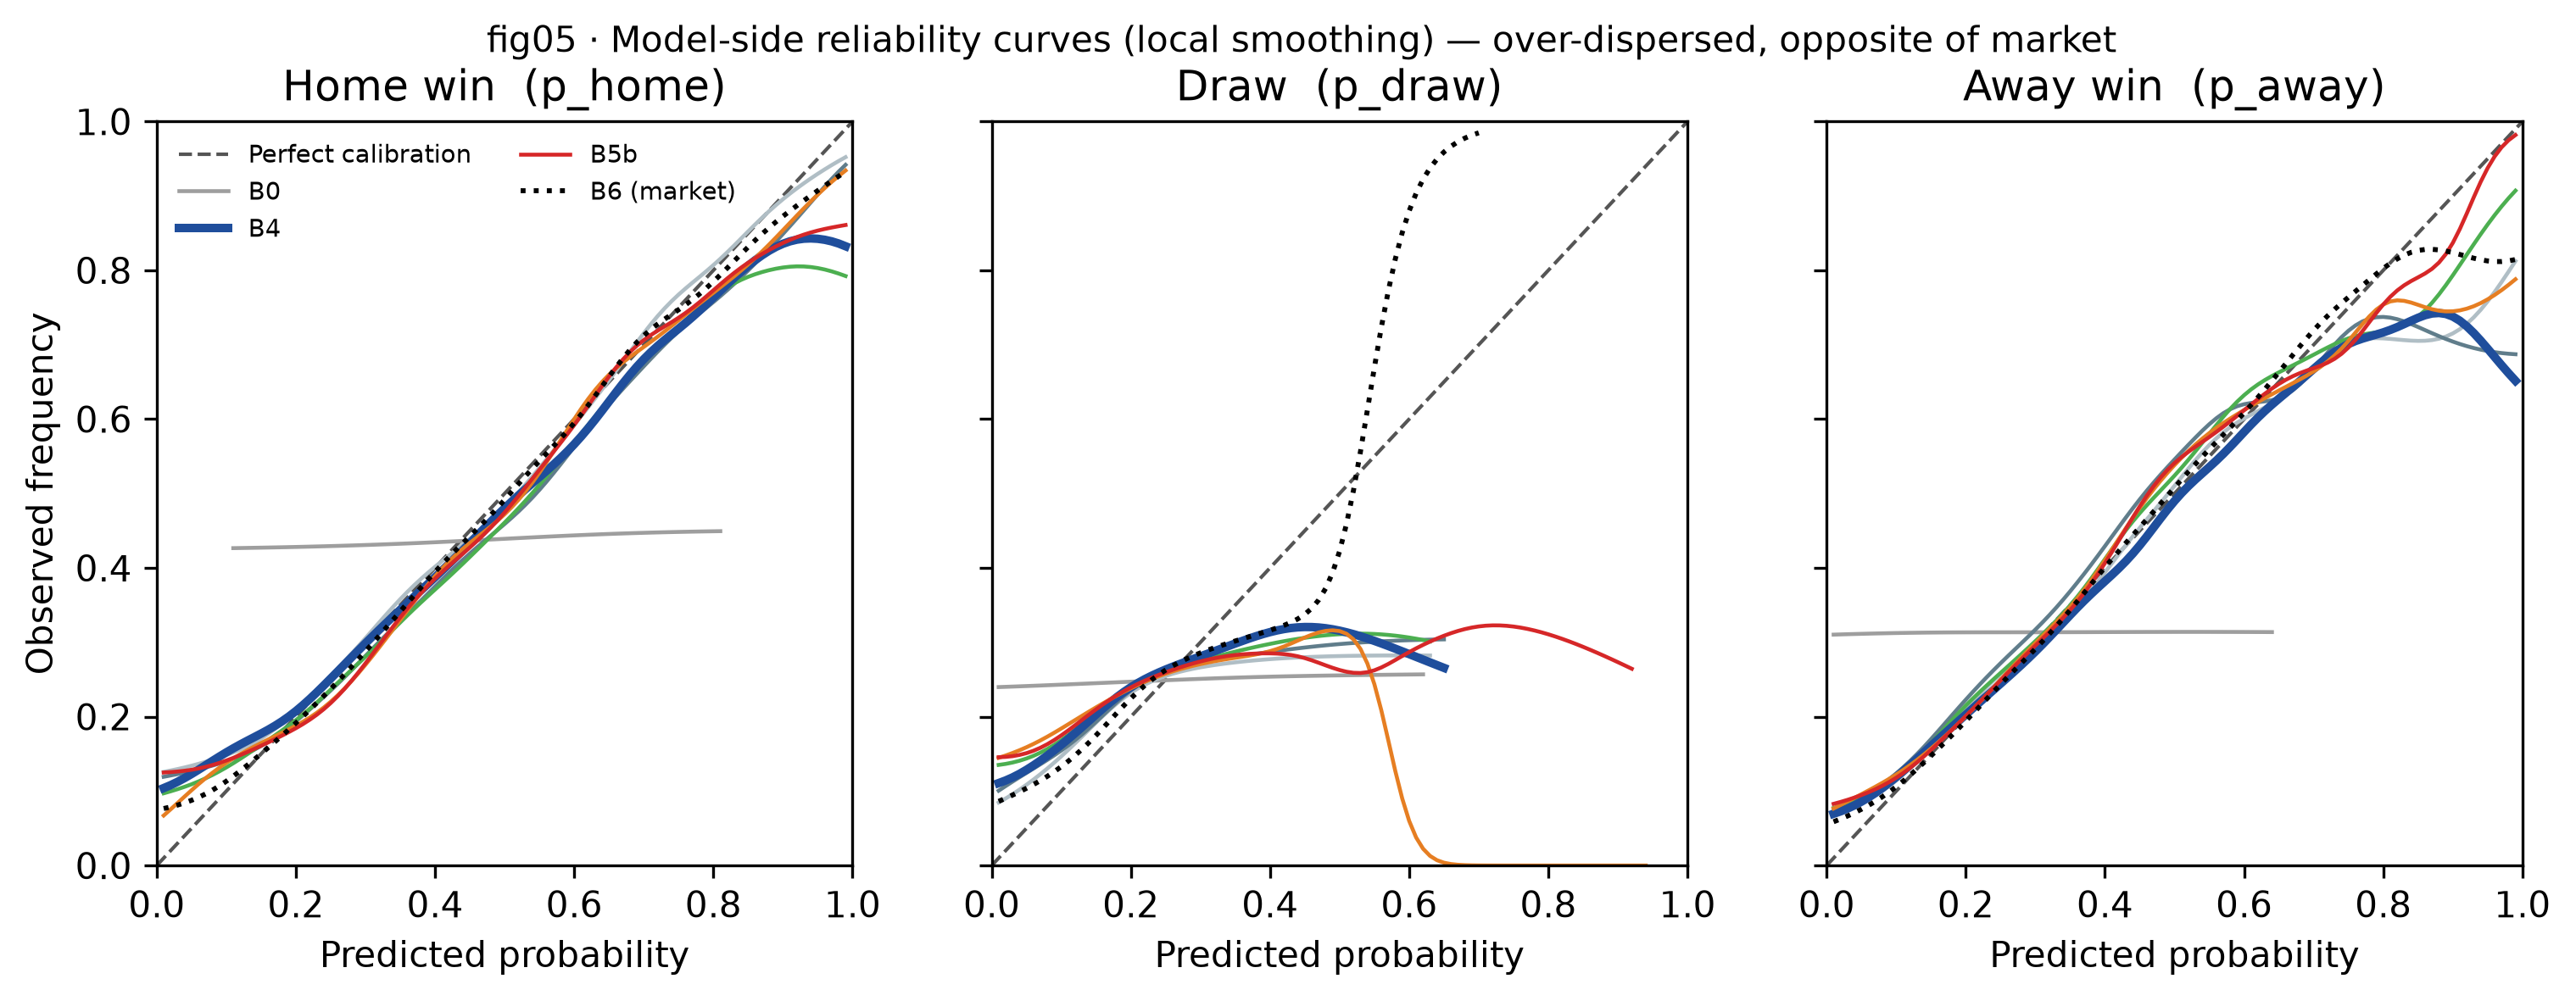 fig05 · Model-side reliability curves (local smoothing) — over-dispersed, opposite of market
Home win (p_home)
Draw (p_draw)
Away win (p_away)
Perfect calibration
B0
B4
B5b
B6 (market)
Observed frequency
1.0
0.8
0.6
0.4
0.2
0.0
0.0 0.2 0.4 0.6 0.8 1.0
0.0 0.2 0.4 0.6 0.8 1.0
0.0 0.2 0.4 0.6 0.8 1.0
Predicted probability
Predicted probability
Predicted probability